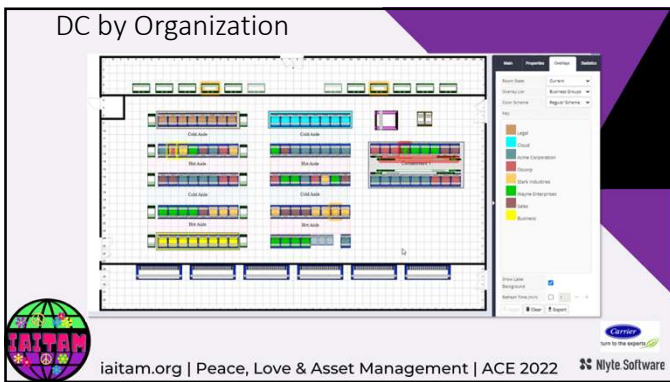 DC by Organization
Main Properties Overlays Statistics
Room State Current
Overlay List Business Groups
Color Scheme Regular Scheme
Key
Legal
Cloud
Acme Corporation
Stark Industries
Wayne Enterprises
Sales
Business
Cold Aisle Cold Aisle
Hot Aisle Hot Aisle
Cold Aisle Cold Aisle
Hot Aisle Hot Aisle
Show Label
Background
Refresh Time (min)
Clear Export
IAITAM
iaitam.org | Peace, Love & Asset Management | ACE 2022
Carrier
turn to the experts
Nlyte Software